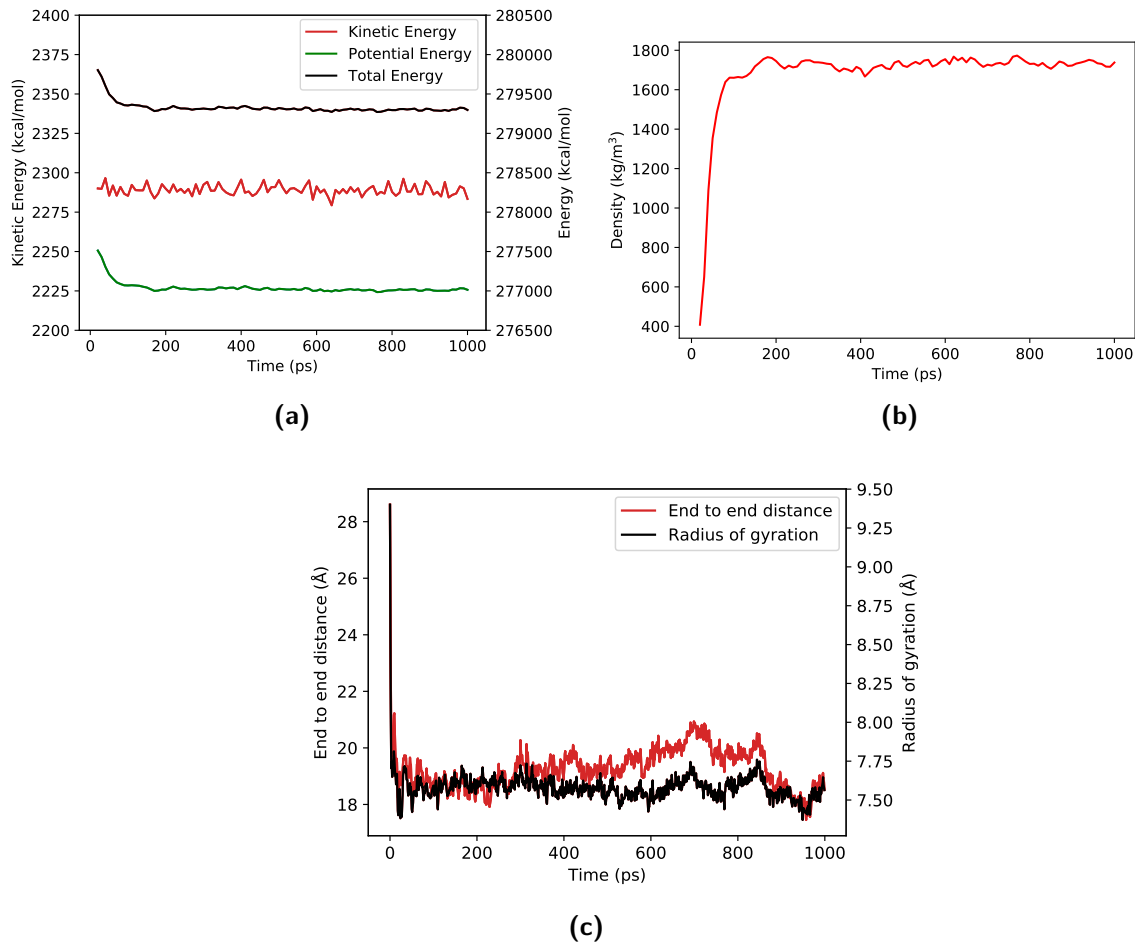 2400
2375
2350
2325
2300
2275
2250
2225
2200
Kinetic Energy (kcal/mol)
Kinetic Energy
Potential Energy
Total Energy
280500
280000
279500
279000
278500
278000
277500
277000
276500
Energy (kcal/mol)
0 200 400 600 800 1000
Time (ps)
(a)
1800
1600
1400
1200
1000
800
600
400
Density (kg/m³)
0 200 400 600 800 1000
Time (ps)
(b)
28
26
24
22
20
18
End to end distance (Å)
End to end distance
Radius of gyration
9.50
9.25
9.00
8.75
8.50
8.25
8.00
7.75
7.50
Radius of gyration (Å)
0 200 400 600 800 1000
Time (ps)
(c)